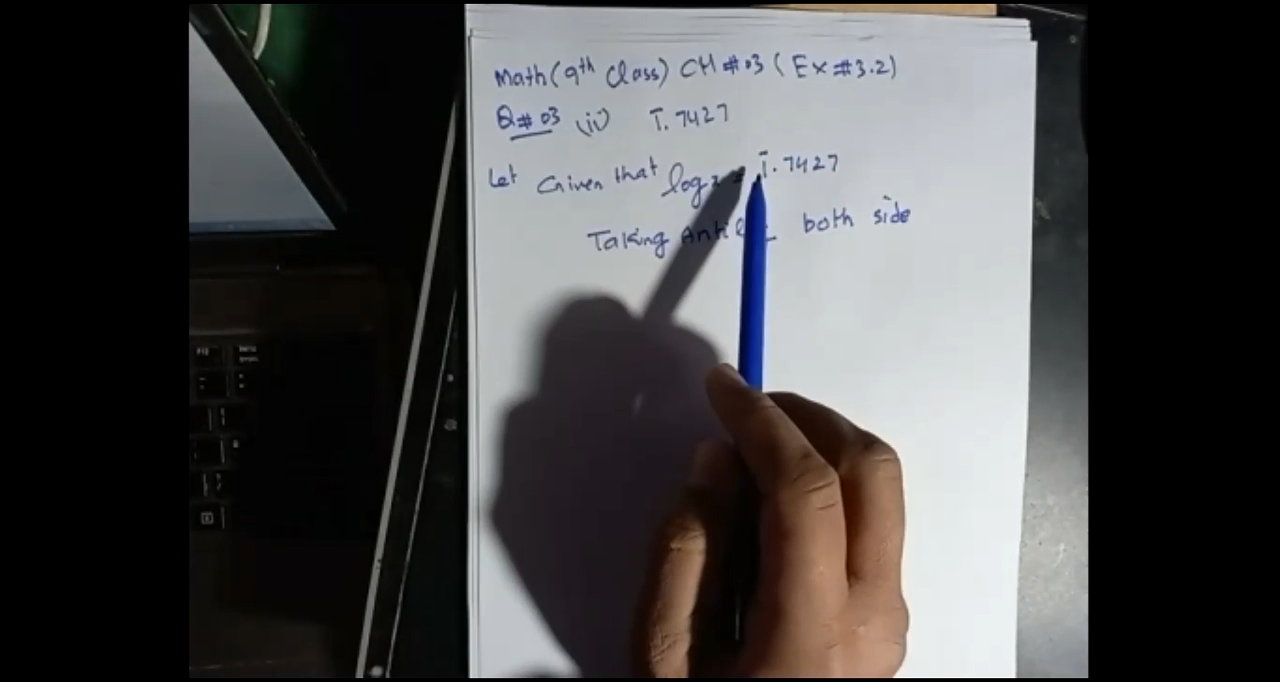 Math (9th Class) CH #03 (Ex #3.2)
Q# 03 (ii) 1̄.7427
Let Given that log x = 1̄.7427
Taking both side